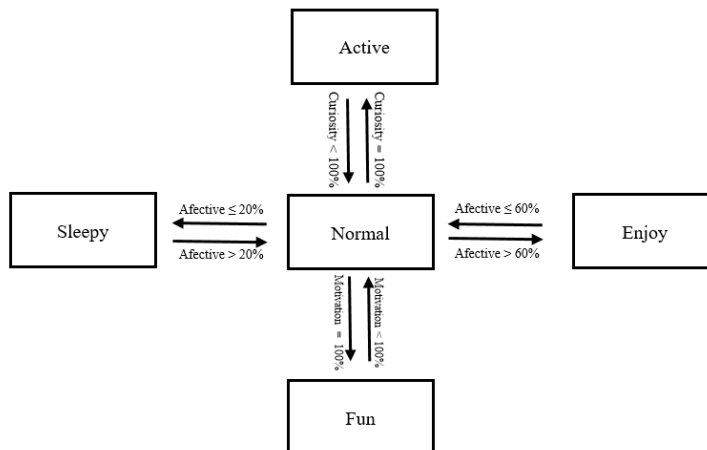 Active
Curiosity < 100%
Curiosity = 100%
Sleepy
Afective ≤ 20%
Afective > 20%
Normal
Afective ≤ 60%
Afective > 60%
Enjoy
Motivation = 100%
Motivation < 100%
Fun